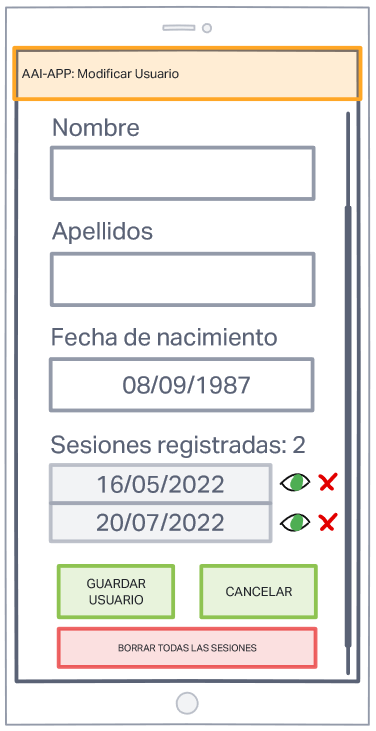 AAI-APP: Modificar Usuario
Nombre
Apellidos
Fecha de nacimiento
08/09/1987
Sesiones registradas: 2
16/05/2022
20/07/2022
GUARDAR
USUARIO
CANCELAR
BORRAR TODAS LAS SESIONES